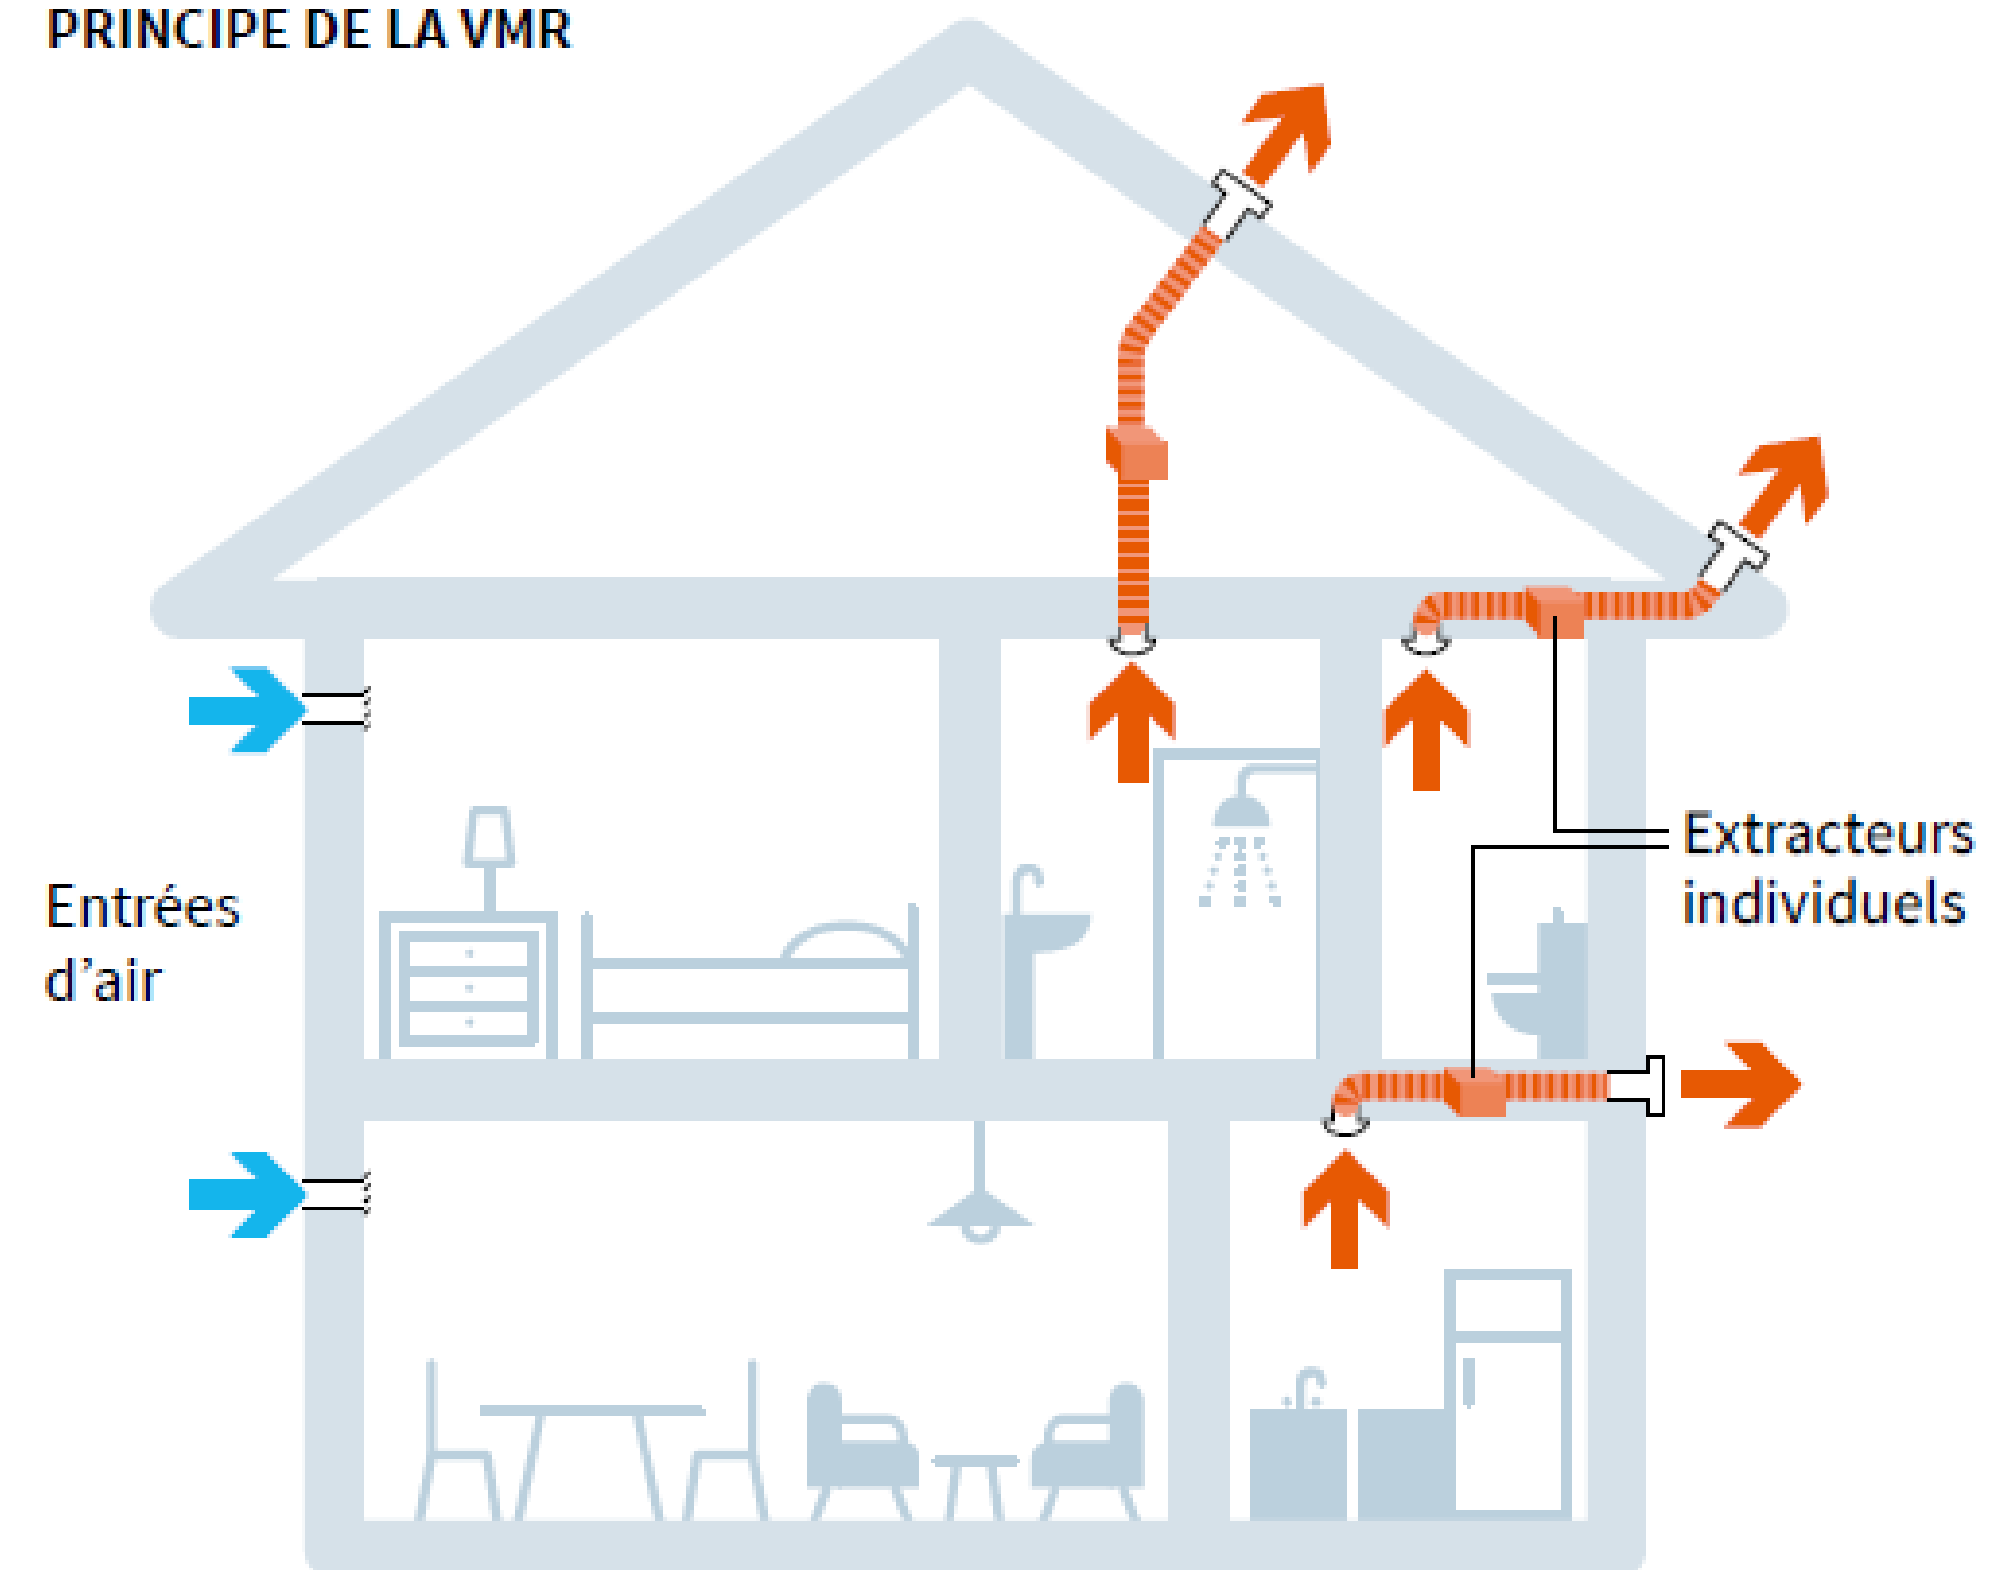 PRINCIPE DE LA VMR
Extracteurs
individuels
Entrées
d’air